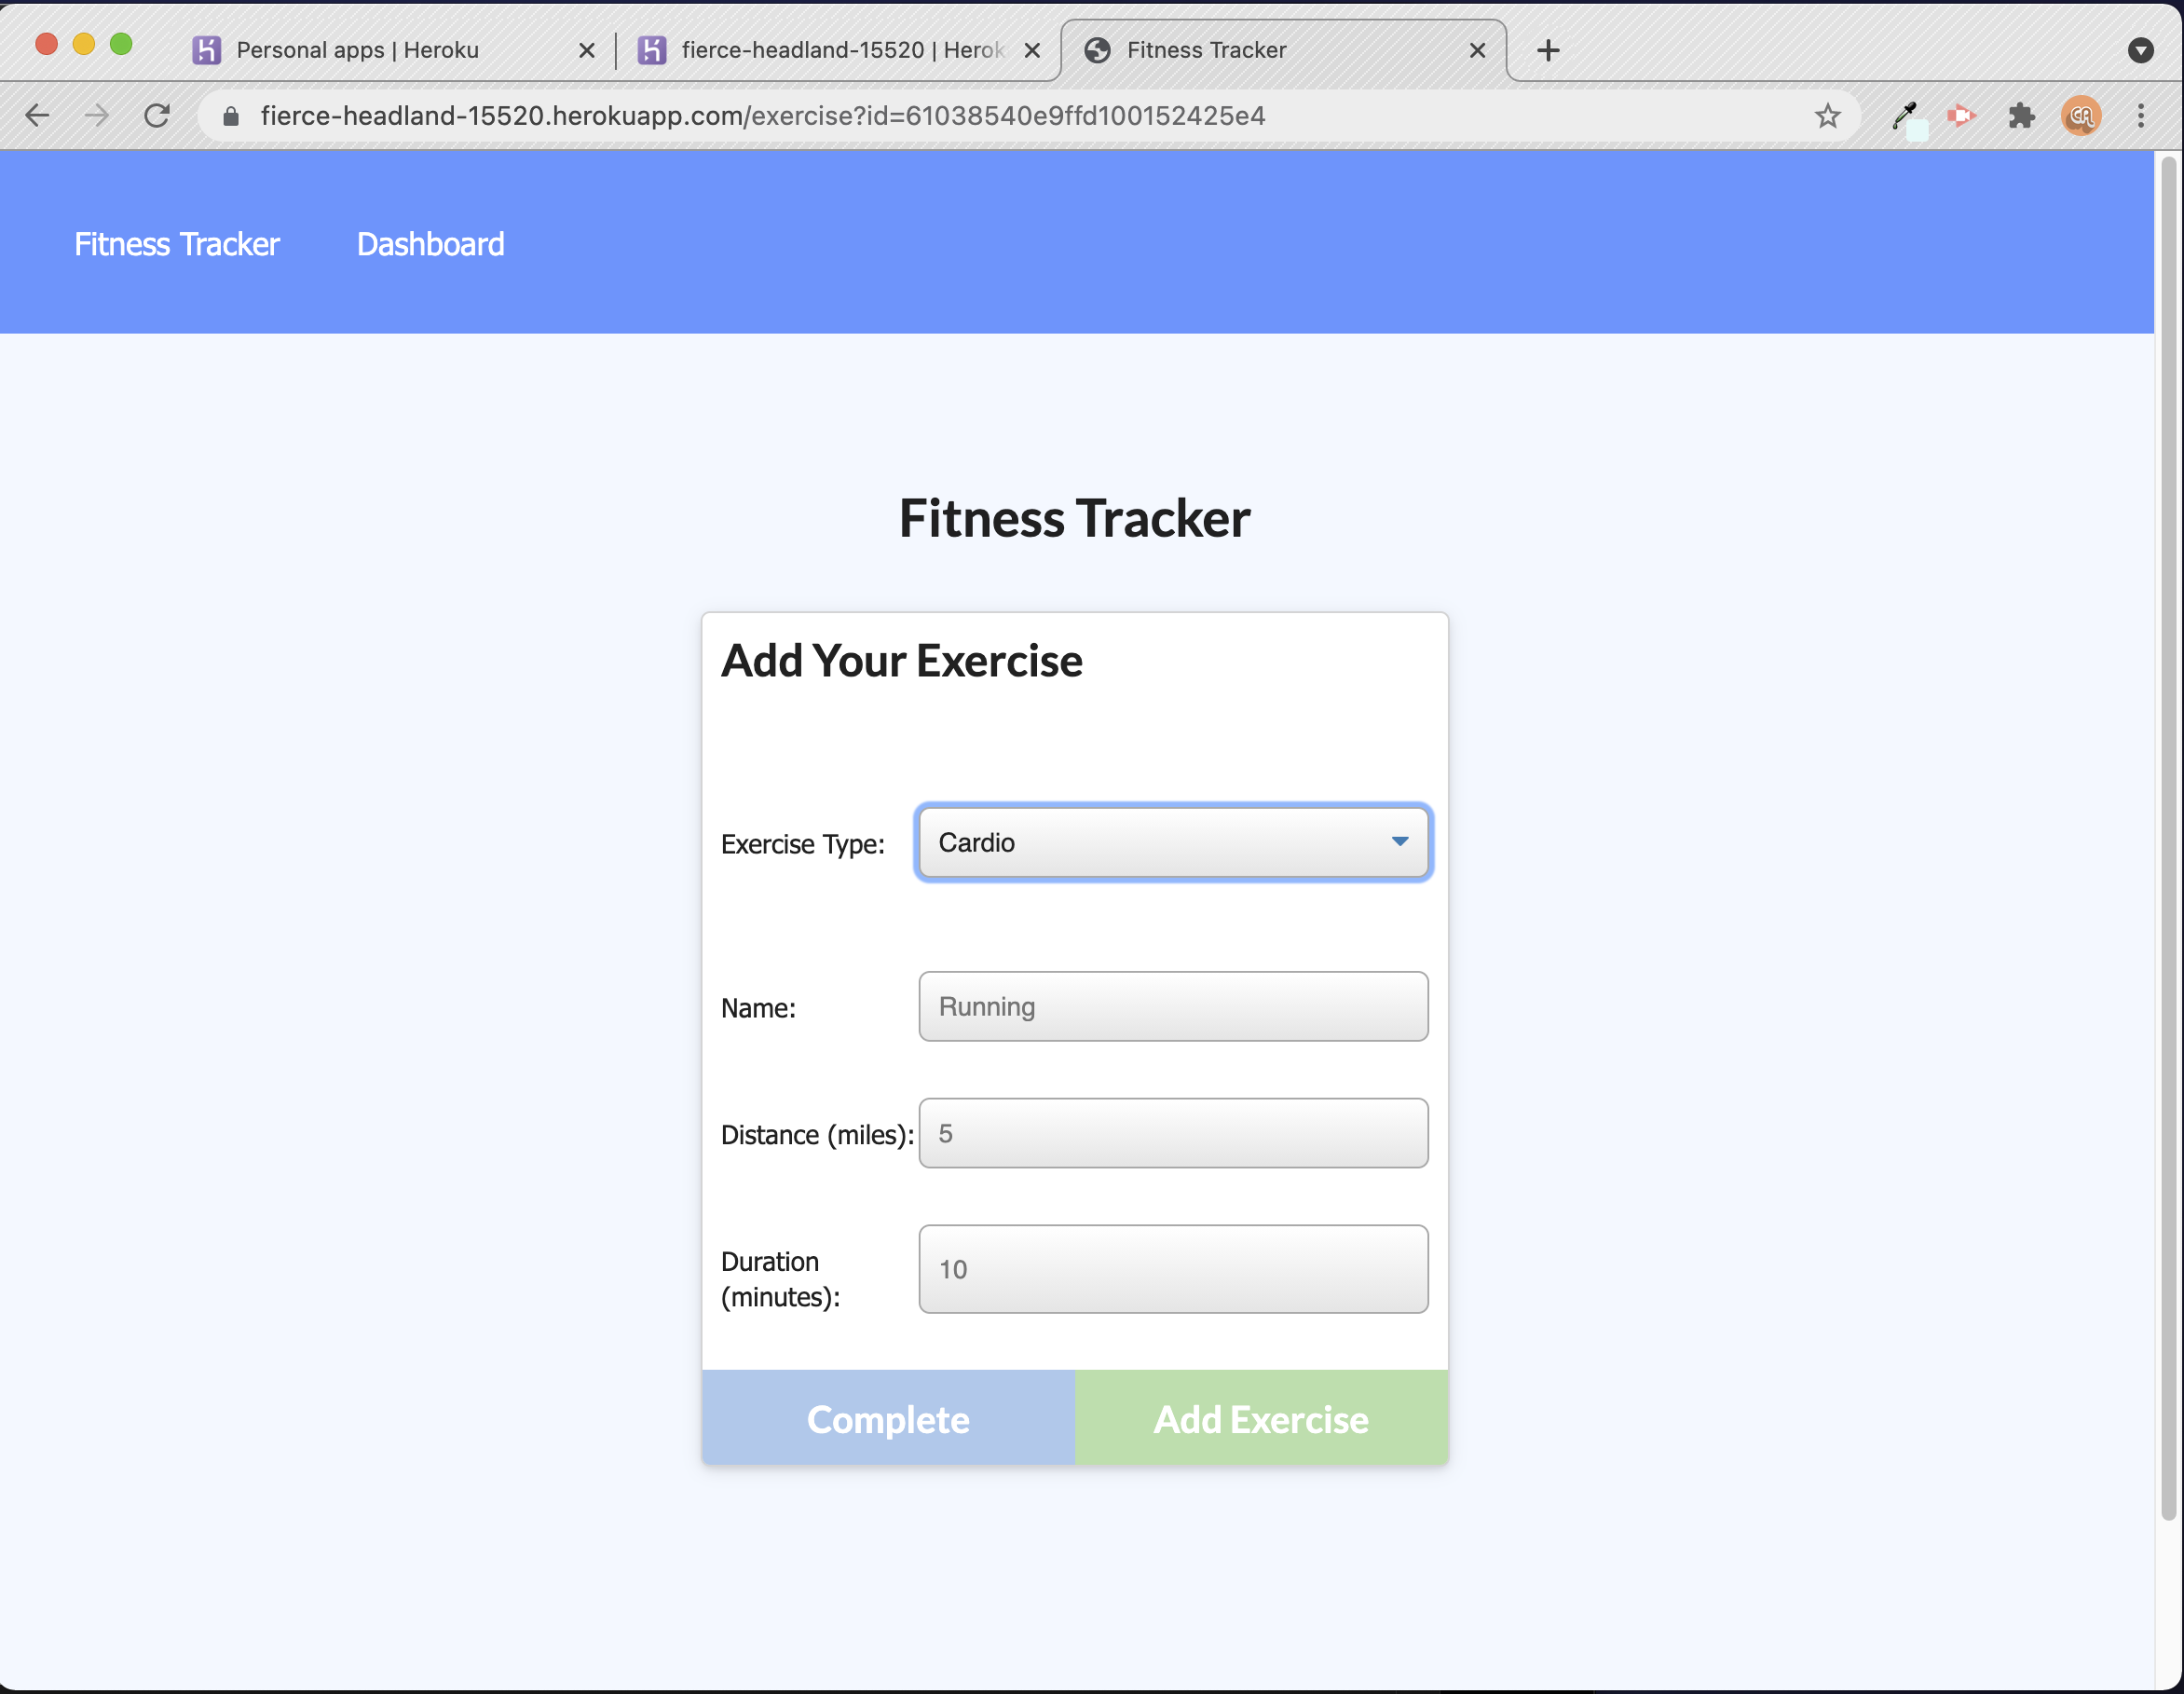 Personal apps | Heroku
fierce-headland-15520 | Herok
Fitness Tracker
fierce-headland-15520.herokuapp.com/exercise?id=61038540e9ffd100152425e4
Fitness Tracker Dashboard
Fitness Tracker
Add Your Exercise
Exercise Type: Cardio
Name: Running
Distance (miles): 5
Duration
(minutes): 10
Complete Add Exercise